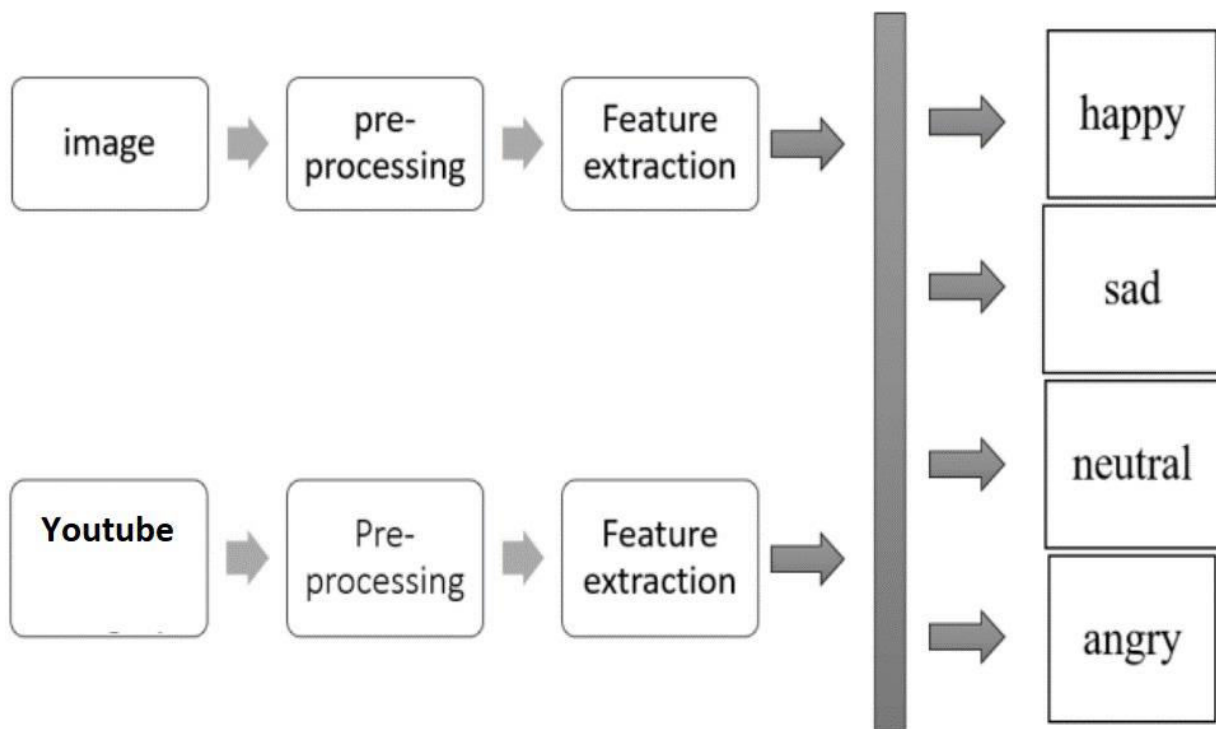 image
pre-
processing
Feature
extraction
happy
sad
neutral
Youtube
Pre-
processing
Feature
extraction
angry